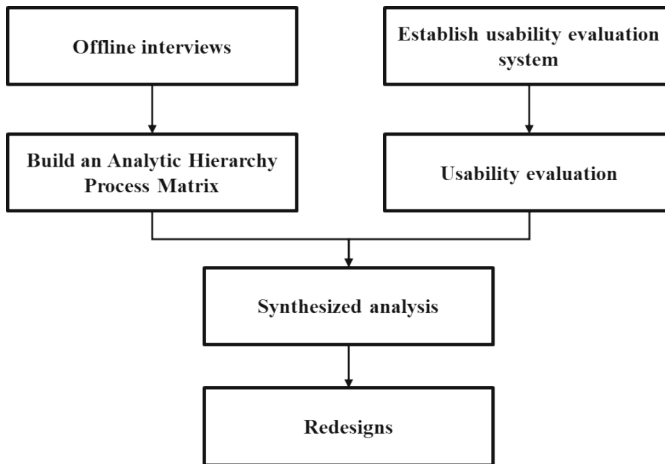 Offline interviews
Establish usability evaluation
system
Build an Analytic Hierarchy
Process Matrix
Usability evaluation
Synthesized analysis
Redesigns